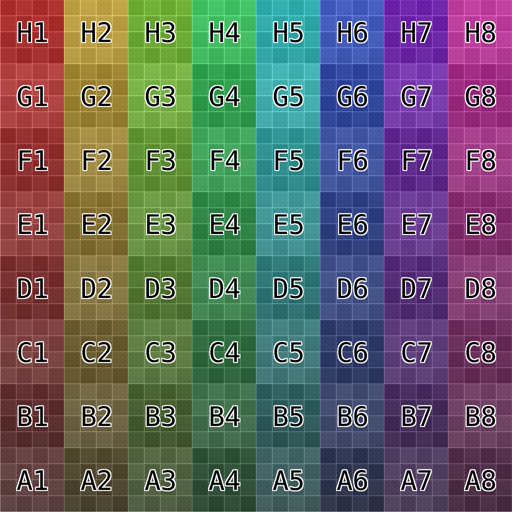 H1 H2 H3 H4 H5 H6 H7 H8
G1 G2 G3 G4 G5 G6 G7 G8
F1 F2 F3 F4 F5 F6 F7 F8
E1 E2 E3 E4 E5 E6 E7 E8
D1 D2 D3 D4 D5 D6 D7 D8
C1 C2 C3 C4 C5 C6 C7 C8
B1 B2 B3 B4 B5 B6 B7 B8
A1 A2 A3 A4 A5 A6 A7 A8